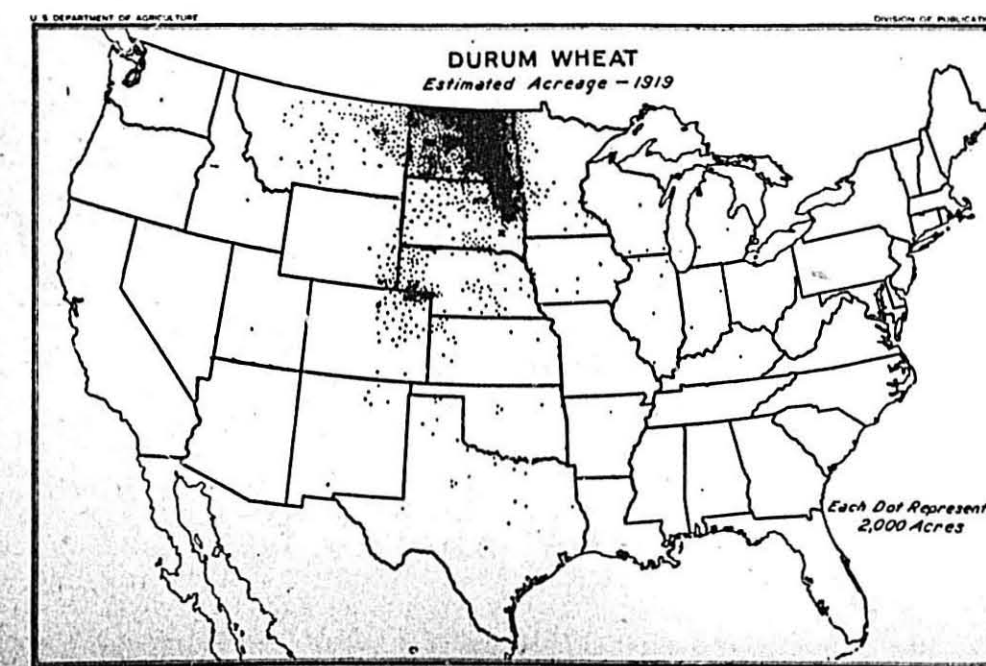 U. S. DEPARTMENT OF AGRICULTURE
DIVISION OF PUBLICATI
DURUM WHEAT
Estimated Acreage — 1919
Each Dot Represent
2,000 Acres